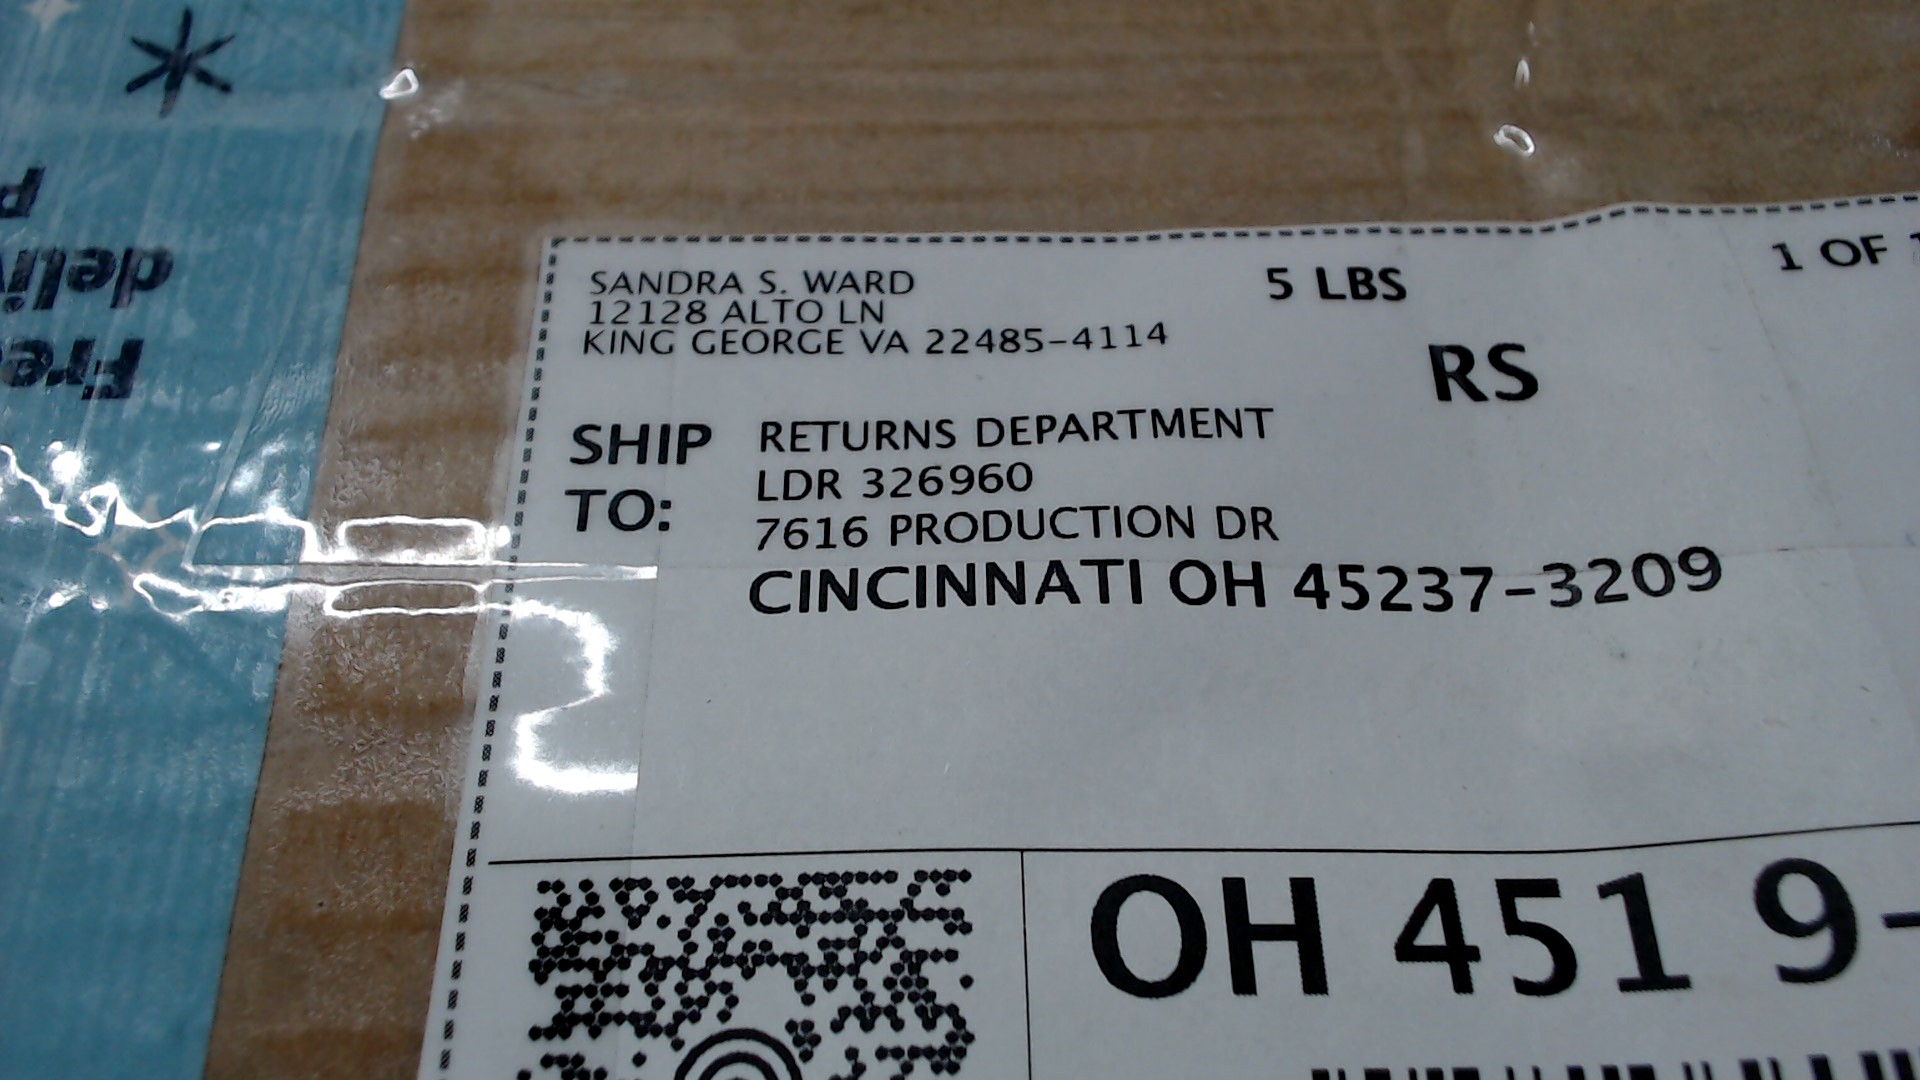 SANDRA S. WARD
12128 ALTO LN
KING GEORGE VA 22485-4114
5 LBS
1 OF
RS
SHIP TO:
RETURNS DEPARTMENT
LDR 326960
7616 PRODUCTION DR
CINCINNATI OH 45237-3209
OH 451 9-
Free